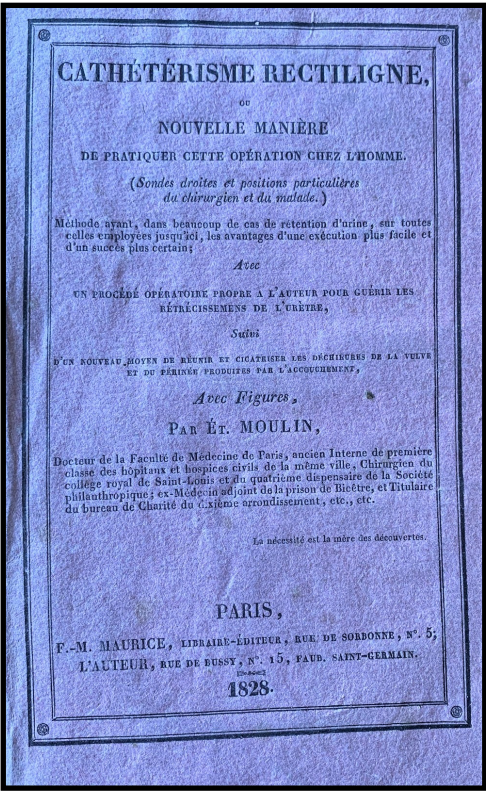 CATHÉTÉRISME RECTILIGNE,
OU
NOUVELLE MANIÈRE
DE PRATIQUER CETTE OPÉRATION CHEZ L'HOMME.
(Sondes droites et positions particulières
du chirurgien et du malade.)
Méthode ayant, dans beaucoup de cas de rétention d'urine, sur toutes
celles employées jusqu'ici, les avantages d'une exécution plus facile et
d'un succès plus certain;
Avec
UN PROCÉDÉ OPÉRATOIRE PROPRE A L'AUTEUR POUR GUÉRIR LES
RÉTRÉCISSEMENS DE L'URÈTRE,
Suivi
D'UN NOUVEAU MOYEN DE RÉUNIR ET CICATRISER LES DÉCHIRURES DE LA VULVE
ET DU PÉRINÉE PRODUITES PAR L'ACCOUCHEMENT,
Avec Figures,
PAR ÉT. MOULIN,
Docteur de la Faculté de Médecine de Paris, ancien Interne de première
classe des hôpitaux et hospices civils de la même ville, Chirurgien du
collége royal de Saint-Louis et du quatrième dispensaire de la Société
philanthropique; ex-Médecin adjoint de la prison de Bicêtre, et Titulaire
du bureau de Charité du dixième arrondissement, etc., etc.
La nécessité est la mère des découvertes.
PARIS,
F.-M. MAURICE, LIBRAIRE-ÉDITEUR, RUE DE SORBONNE, N°. 5;
L'AUTEUR, RUE DE BUSSY, N°. 15, FAUB. SAINT-GERMAIN.
1828.